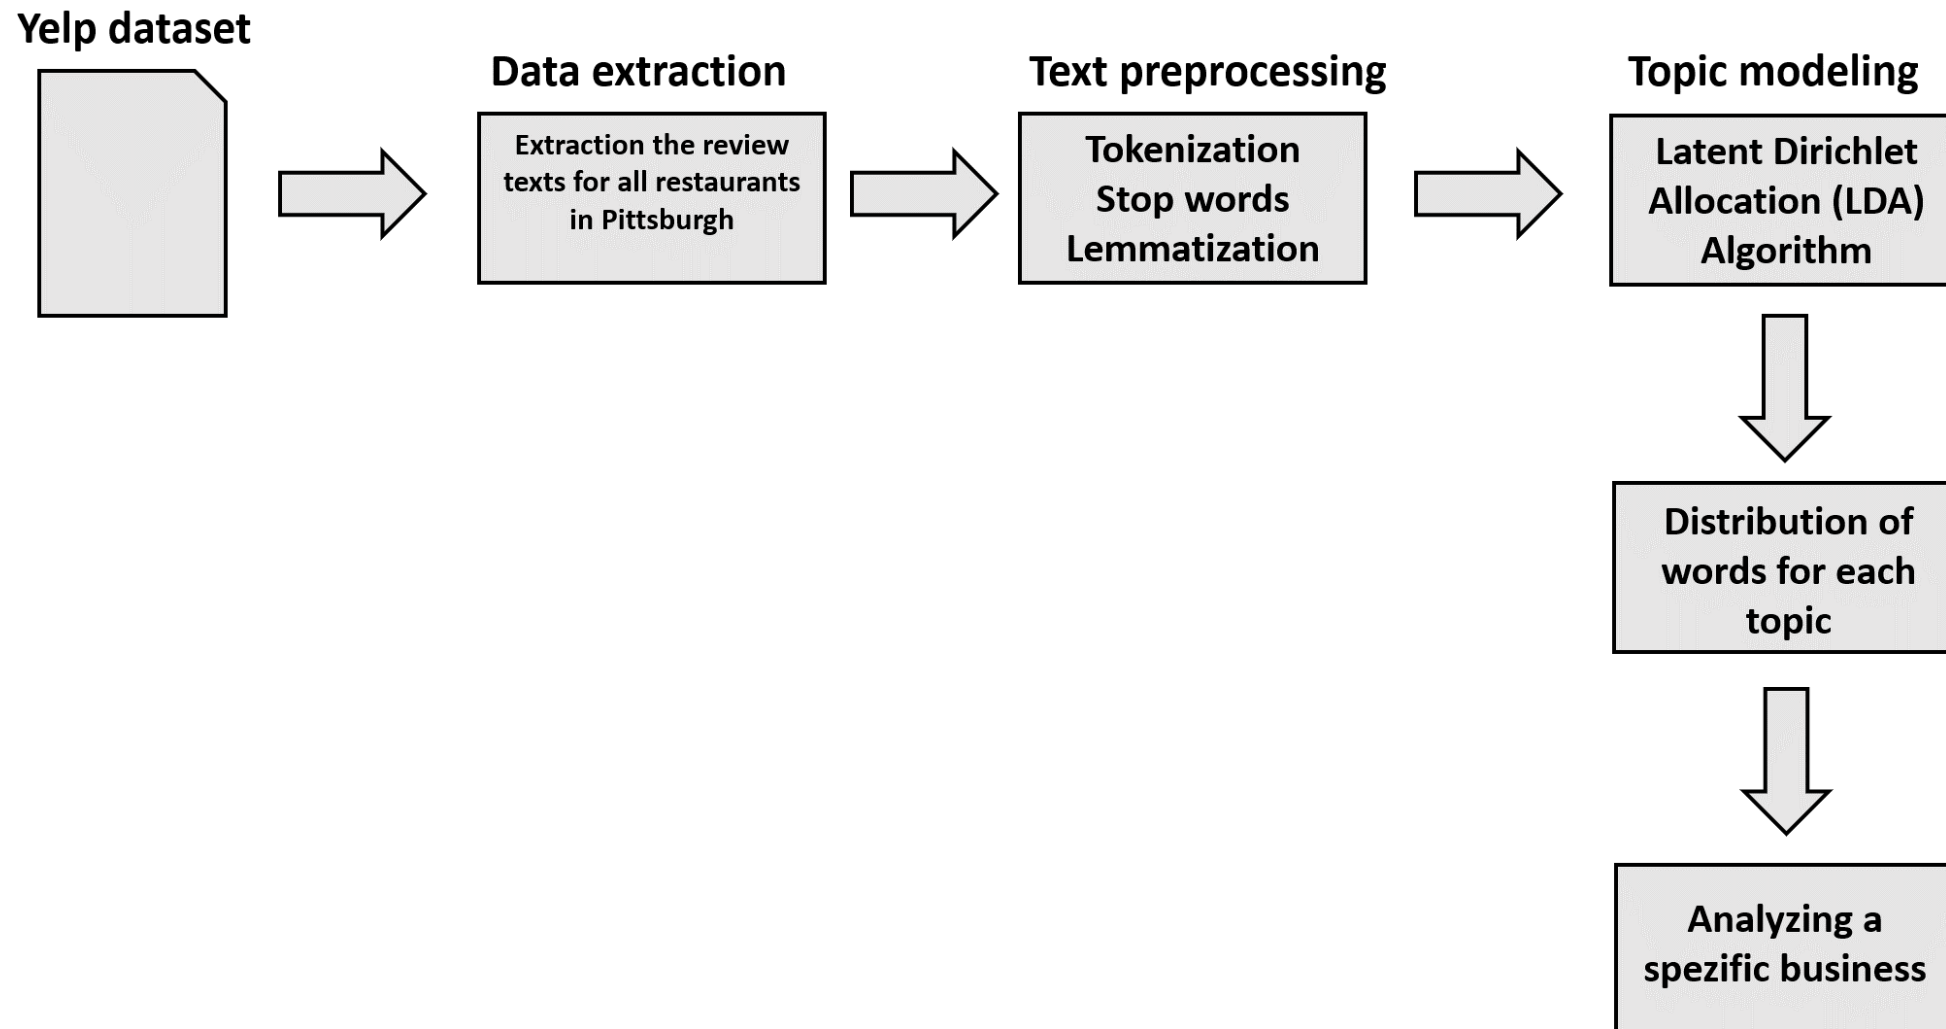 Yelp dataset
Data extraction
Extraction the review
texts for all restaurants
in Pittsburgh
Text preprocessing
Tokenization
Stop words
Lemmatization
Topic modeling
Latent Dirichlet
Allocation (LDA)
Algorithm
Distribution of
words for each
topic
Analyzing a
spezific business